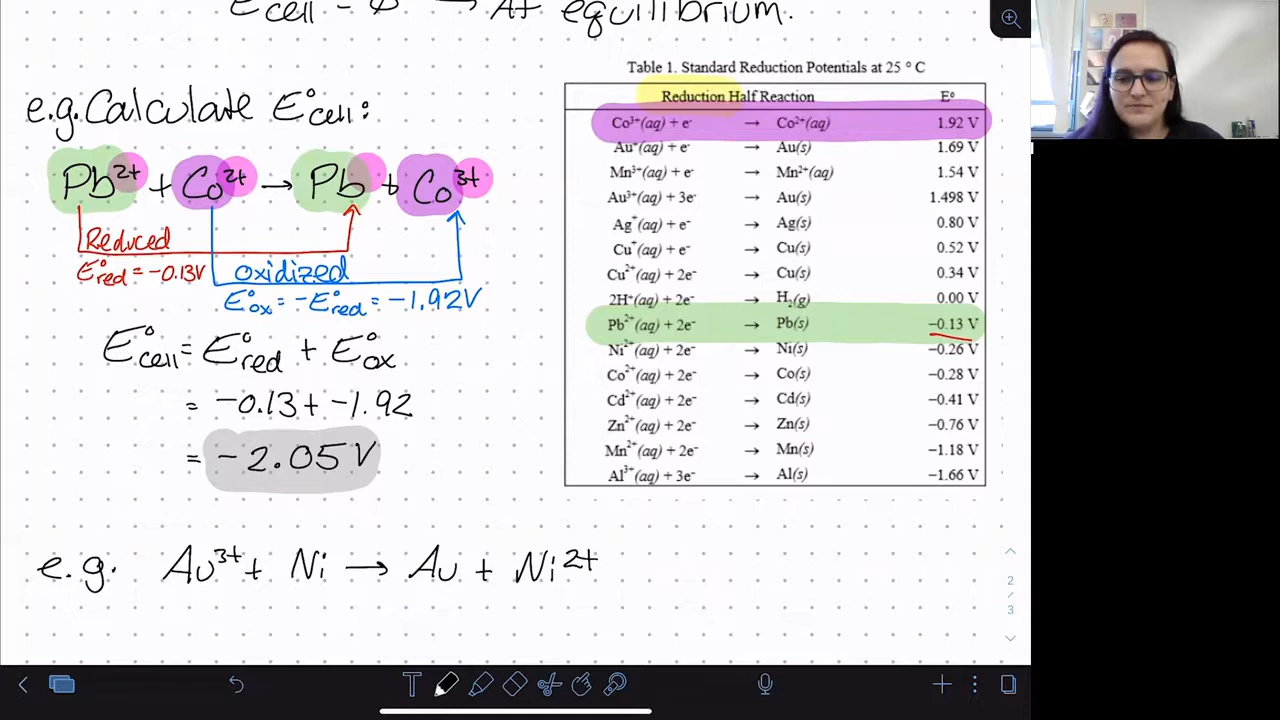 E cell = Ø → At equilibrium.
e.g. Calculate E°cell:
Pb²⁺ + Co²⁺ → Pb + Co³⁺
Reduced
E°red = -0.13V
oxidized
E°ox = -E°red = -1.92V
E°cell = E°red + E°ox
= -0.13 + -1.92
= -2.05V
e.g. Au³⁺ + Ni → Au + Ni²⁺
Table 1. Standard Reduction Potentials at 25 °C
Reduction Half Reaction E°
Co³⁺(aq) + e⁻ → Co²⁺(aq) 1.92 V
Au⁺(aq) + e⁻ → Au(s) 1.69 V
Mn³⁺(aq) + e⁻ → Mn²⁺(aq) 1.54 V
Au³⁺(aq) + 3e⁻ → Au(s) 1.498 V
Ag⁺(aq) + e⁻ → Ag(s) 0.80 V
Cu⁺(aq) + e⁻ → Cu(s) 0.52 V
Cu²⁺(aq) + 2e⁻ → Cu(s) 0.34 V
2H⁺(aq) + 2e⁻ → H₂(g) 0.00 V
Pb²⁺(aq) + 2e⁻ → Pb(s) −0.13 V
Ni²⁺(aq) + 2e⁻ → Ni(s) −0.26 V
Co²⁺(aq) + 2e⁻ → Co(s) −0.28 V
Cd²⁺(aq) + 2e⁻ → Cd(s) −0.41 V
Zn²⁺(aq) + 2e⁻ → Zn(s) −0.76 V
Mn²⁺(aq) + 2e⁻ → Mn(s) −1.18 V
Al³⁺(aq) + 3e⁻ → Al(s) −1.66 V
2
/
3
T